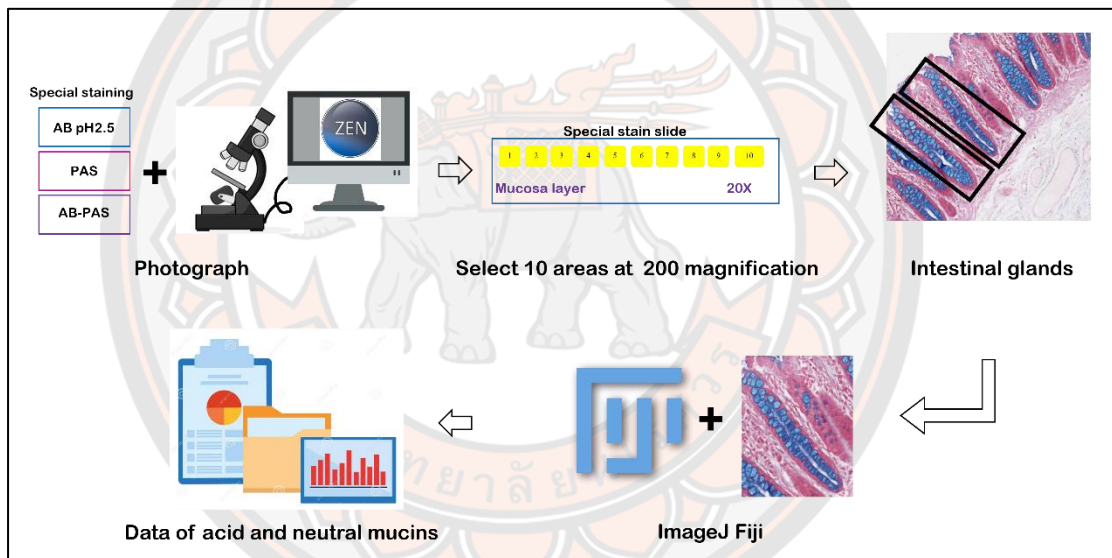 Special staining
AB pH2.5
PAS
AB-PAS
ZEN
Photograph
Special stain slide
1 2 3 4 5 6 7 8 9 10
Mucosa layer 20X
Select 10 areas at 200 magnification
Intestinal glands
Data of acid and neutral mucins
ImageJ Fiji